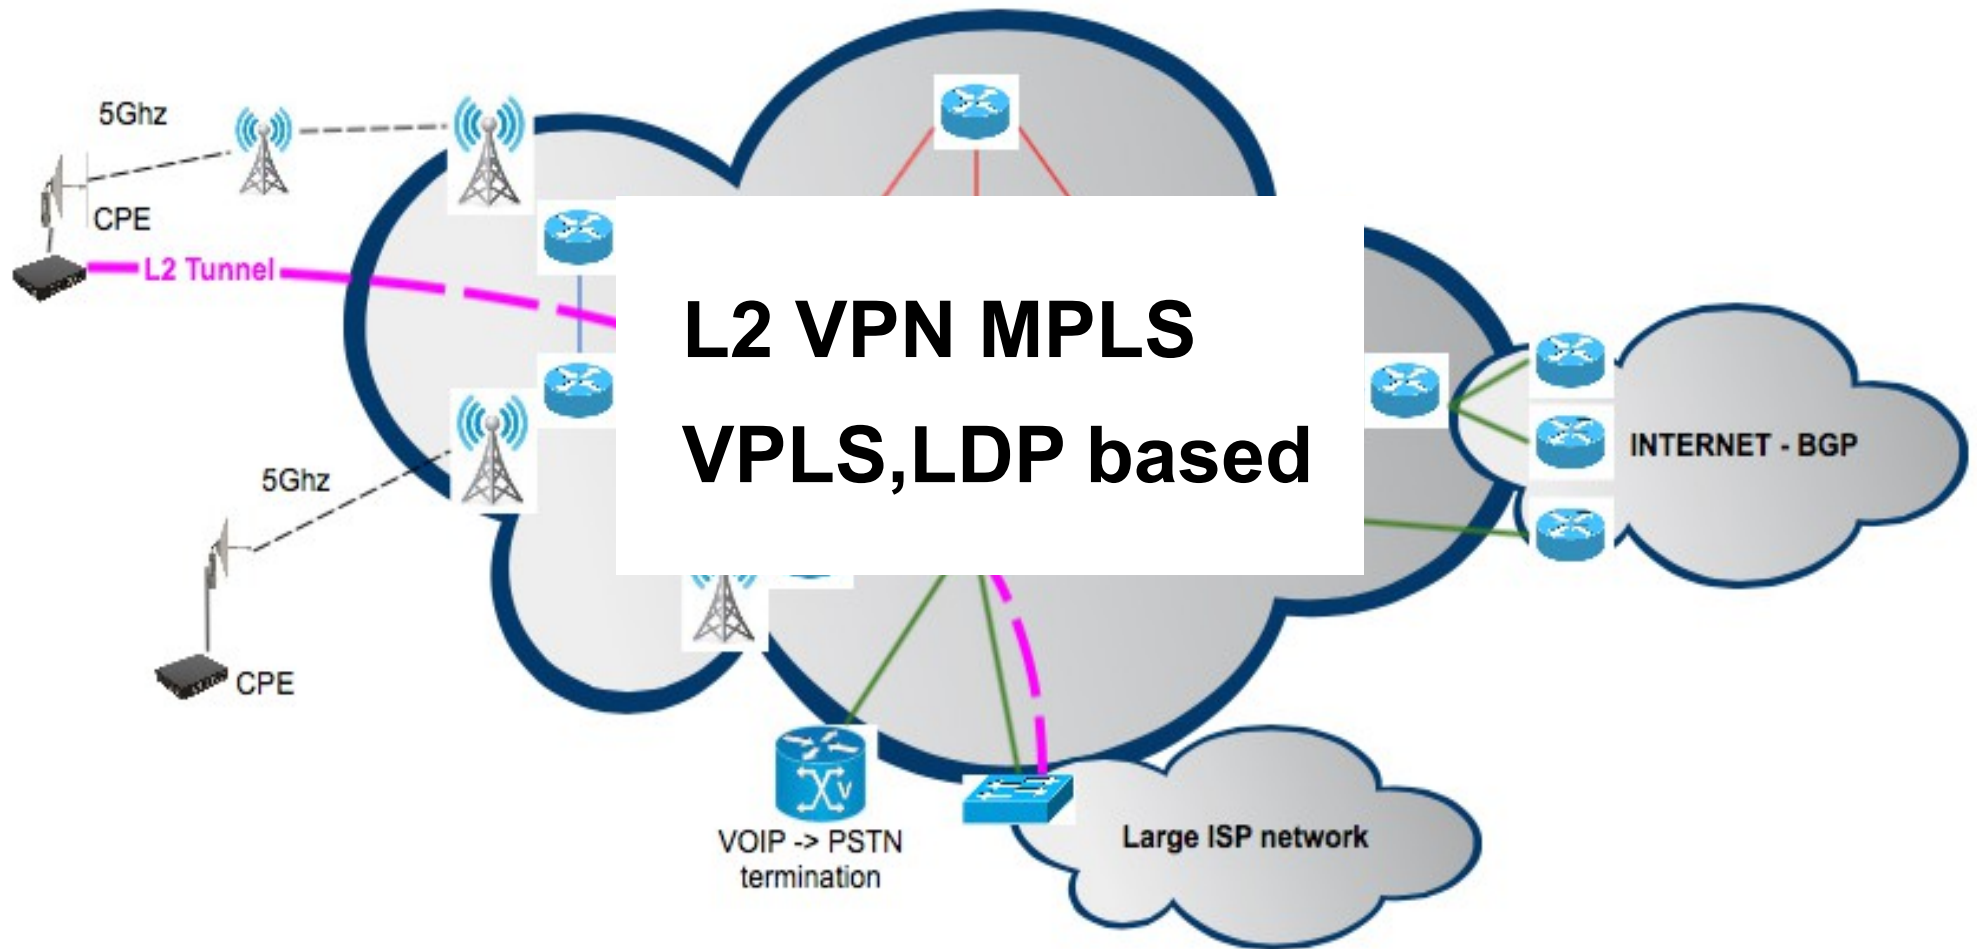 5Ghz
CPE
L2 Tunnel
L2 VPN MPLS
VPLS,LDP based
INTERNET - BGP
5Ghz
CPE
VOIP -> PSTN
termination
V
Large ISP network